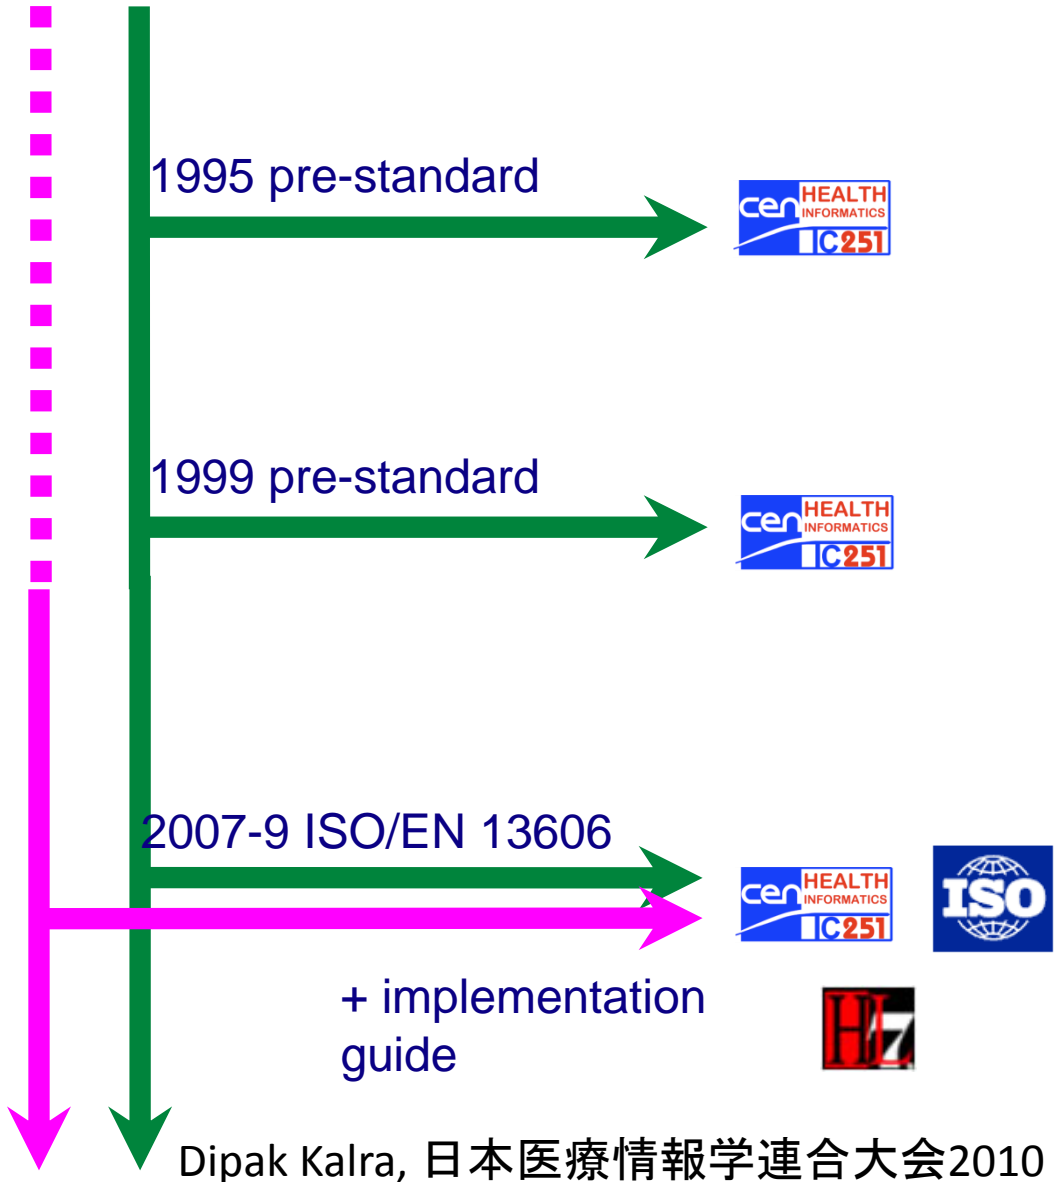 1995 pre-standard
cen HEALTH
INFORMATICS
TC251
1999 pre-standard
cen HEALTH
INFORMATICS
TC251
2007-9 ISO/EN 13606
cen HEALTH
INFORMATICS
TC251
ISO
+ implementation
guide
HL7
Dipak Kalra, 日本医療情報学連合大会2010